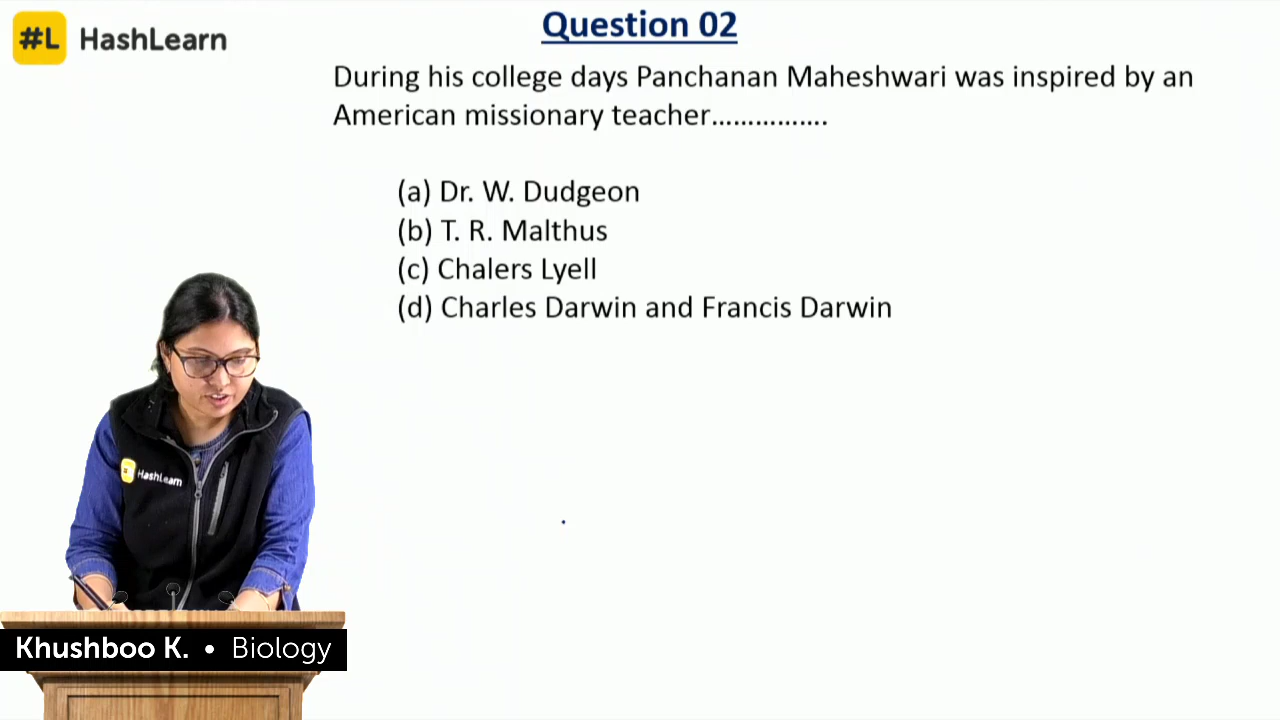 #L HashLearn
Question 02
During his college days Panchanan Maheshwari was inspired by an
American missionary teacher................
(a) Dr. W. Dudgeon
(b) T. R. Malthus
(c) Chalers Lyell
(d) Charles Darwin and Francis Darwin
# HashLearn
Khushboo K. • Biology